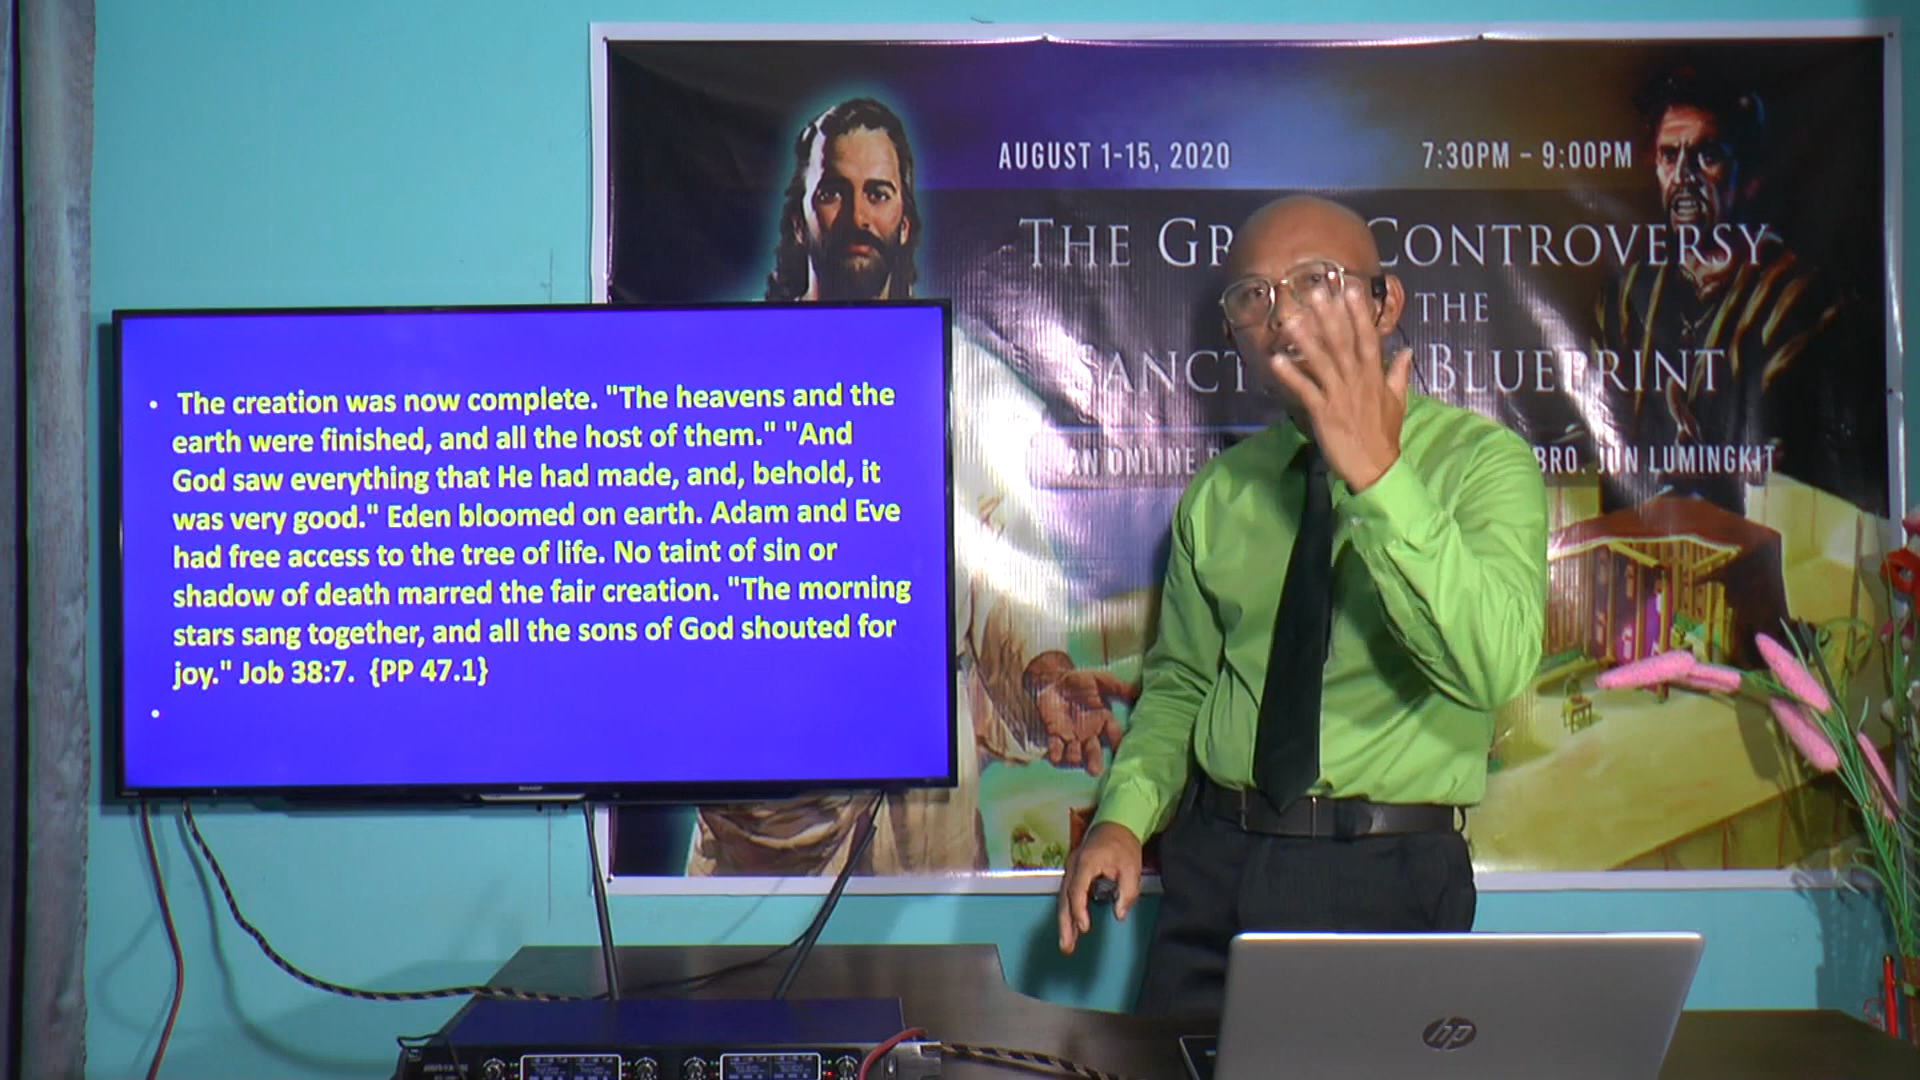 AUGUST 1-15, 2020
7:30PM – 9:00PM
THE GR CONTROVERSY
THE
SANCT BLUEPRINT
AN ONLINE BRO. JUN LUMINGKIT
• The creation was now complete. "The heavens and the
earth were finished, and all the host of them." "And
God saw everything that He had made, and, behold, it
was very good." Eden bloomed on earth. Adam and Eve
had free access to the tree of life. No taint of sin or
shadow of death marred the fair creation. "The morning
stars sang together, and all the sons of God shouted for
joy." Job 38:7. {PP 47.1}
•
SHARP
hp